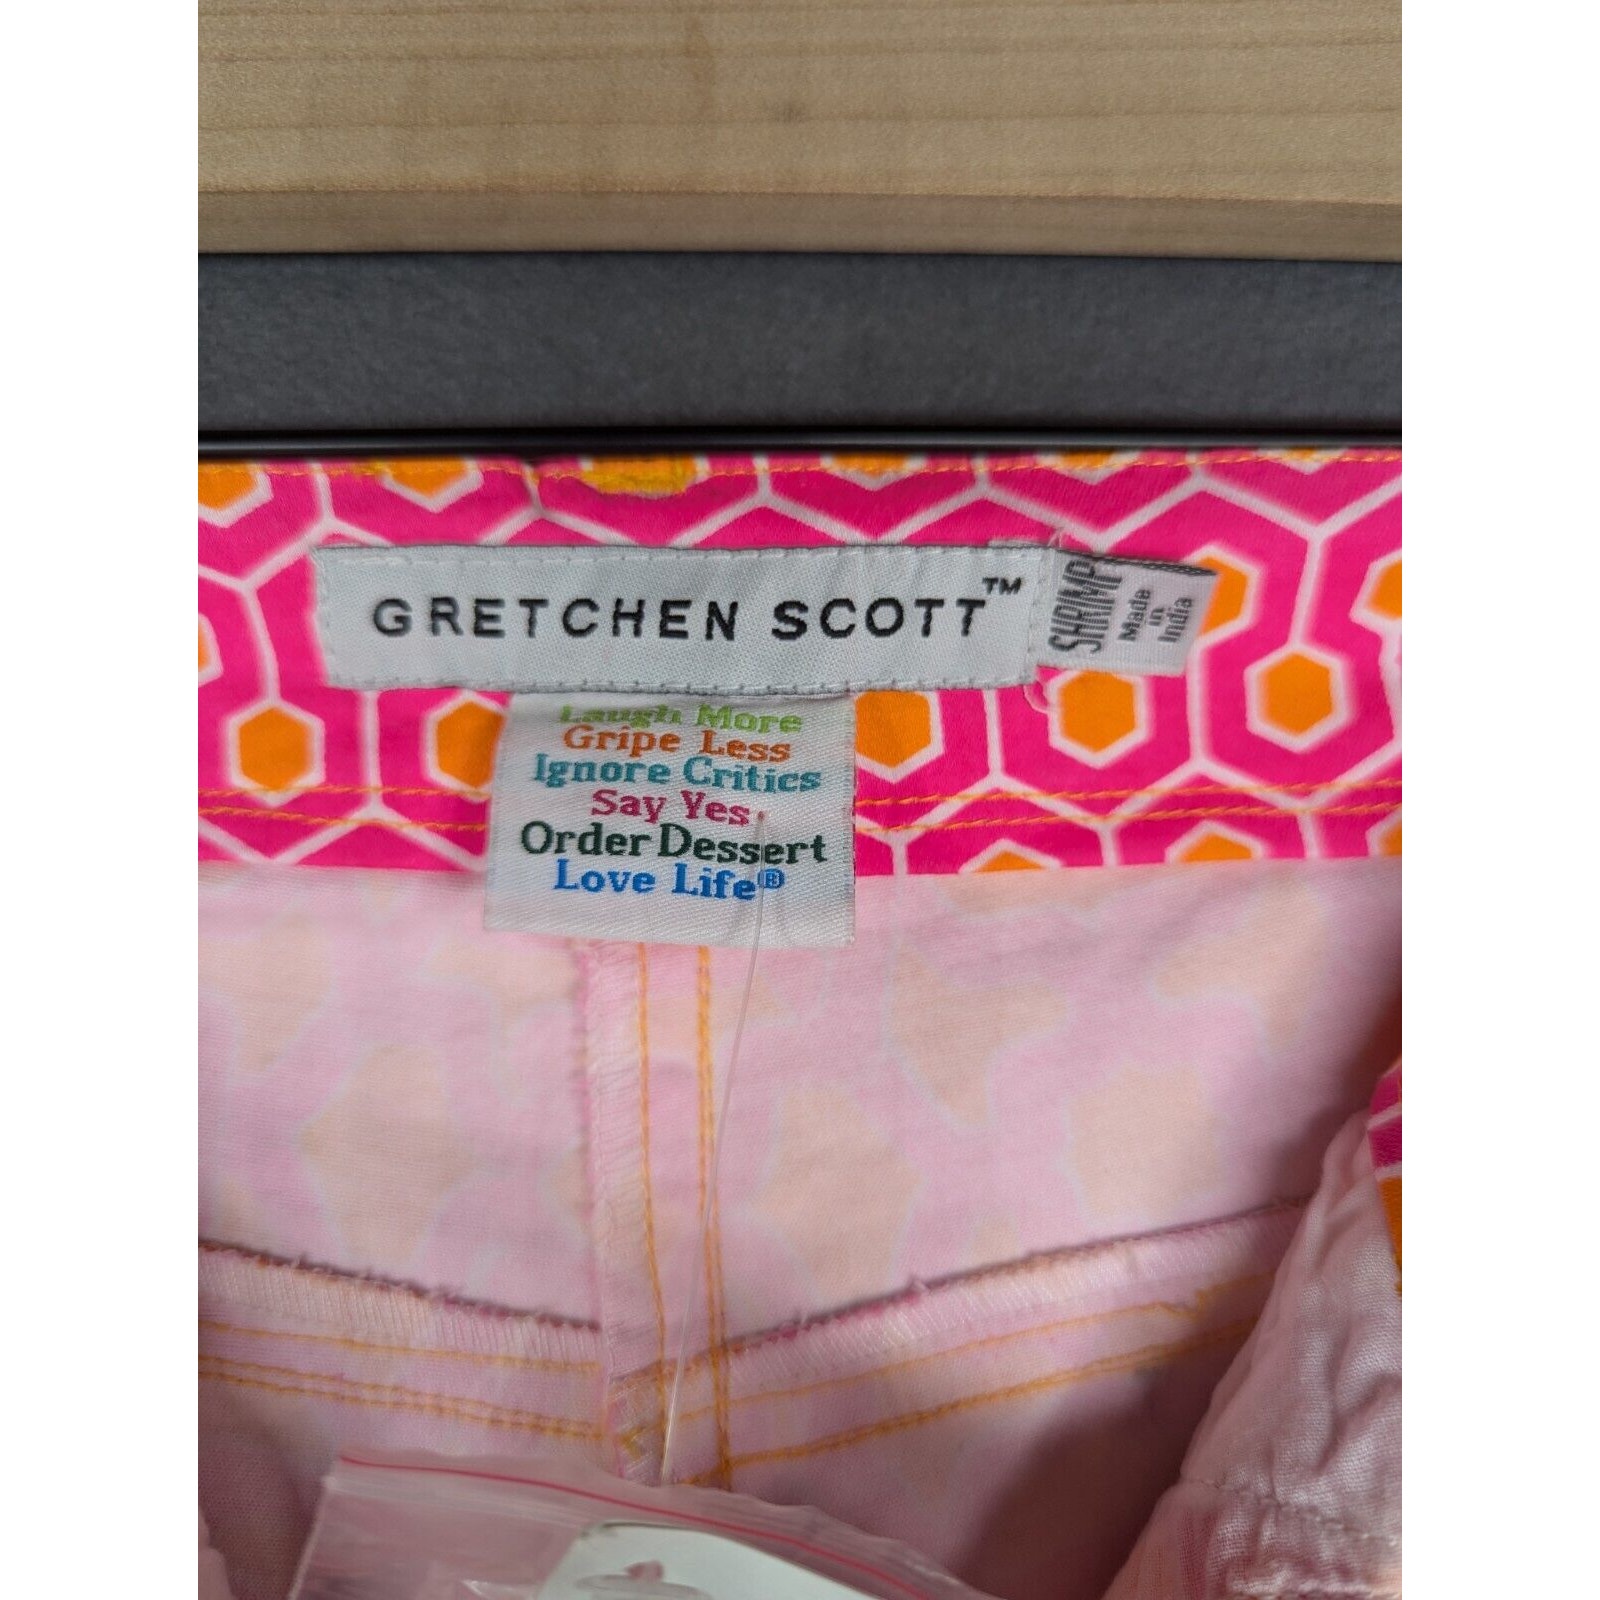 GRETCHEN SCOTT™
SHRIMP
Made
in
India
Laugh More
Gripe Less
Ignore Critics
Say Yes
Order Dessert
Love Life®